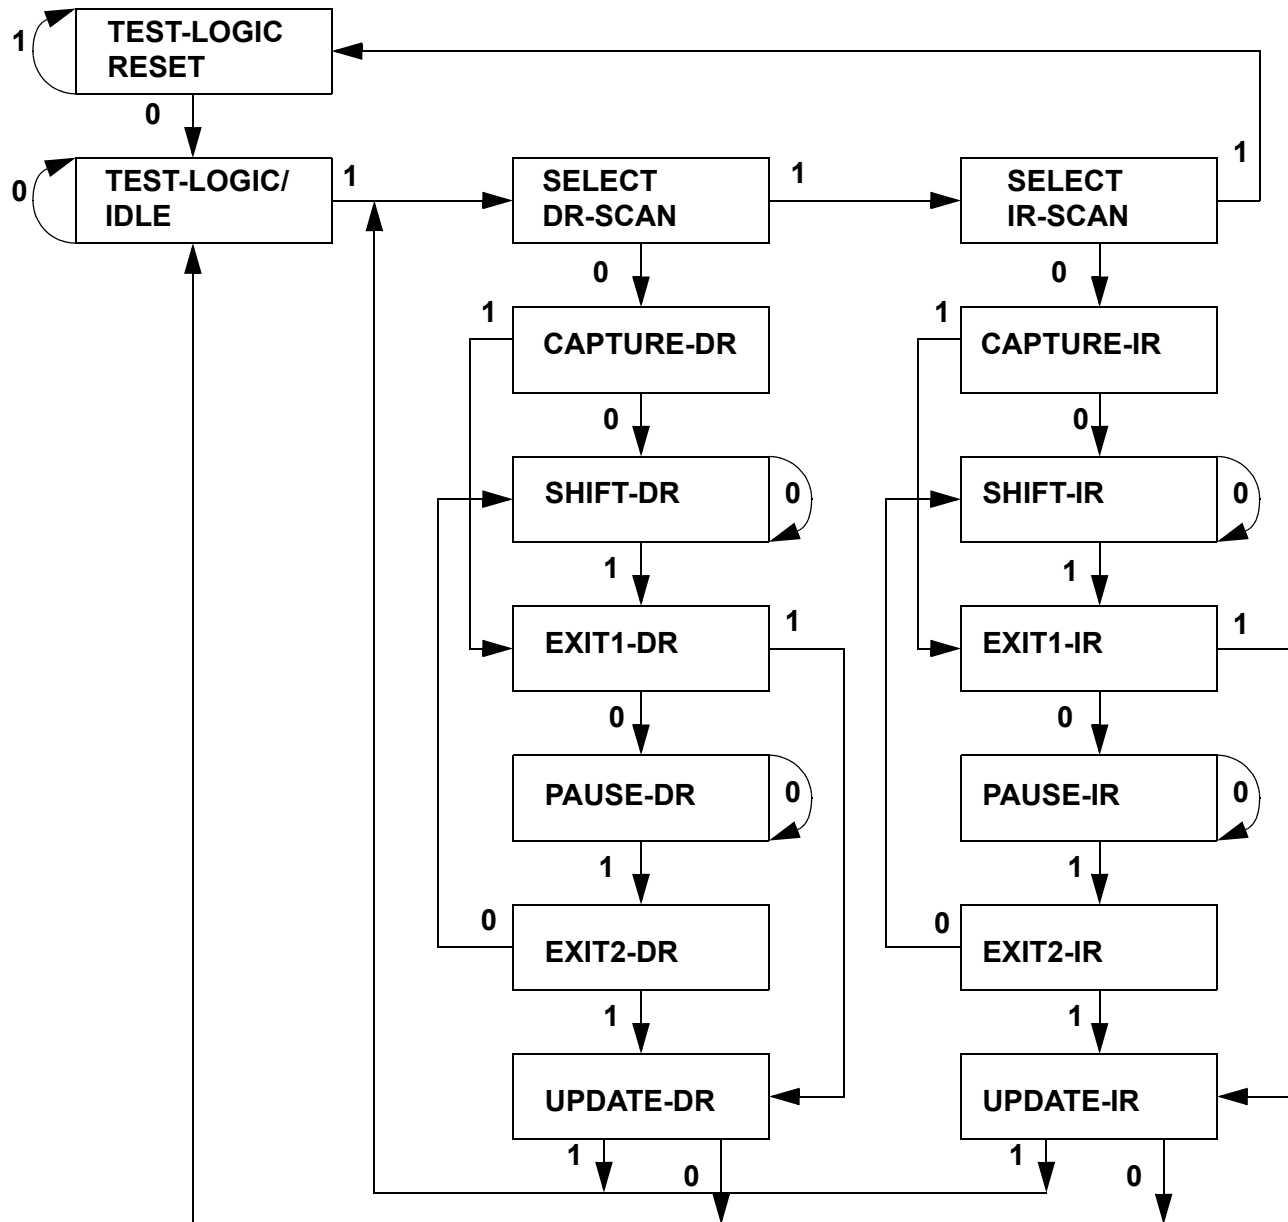 1
TEST-LOGIC
RESET
0
0
TEST-LOGIC/
IDLE
1
SELECT
DR-SCAN
1
SELECT
IR-SCAN
1
0
0
1
CAPTURE-DR
1
CAPTURE-IR
0
0
SHIFT-DR
0
SHIFT-IR
0
1
1
EXIT1-DR
1
EXIT1-IR
1
0
0
PAUSE-DR
0
PAUSE-IR
0
1
1
0
EXIT2-DR
0
EXIT2-IR
1
1
UPDATE-DR
UPDATE-IR
1
0
1
0